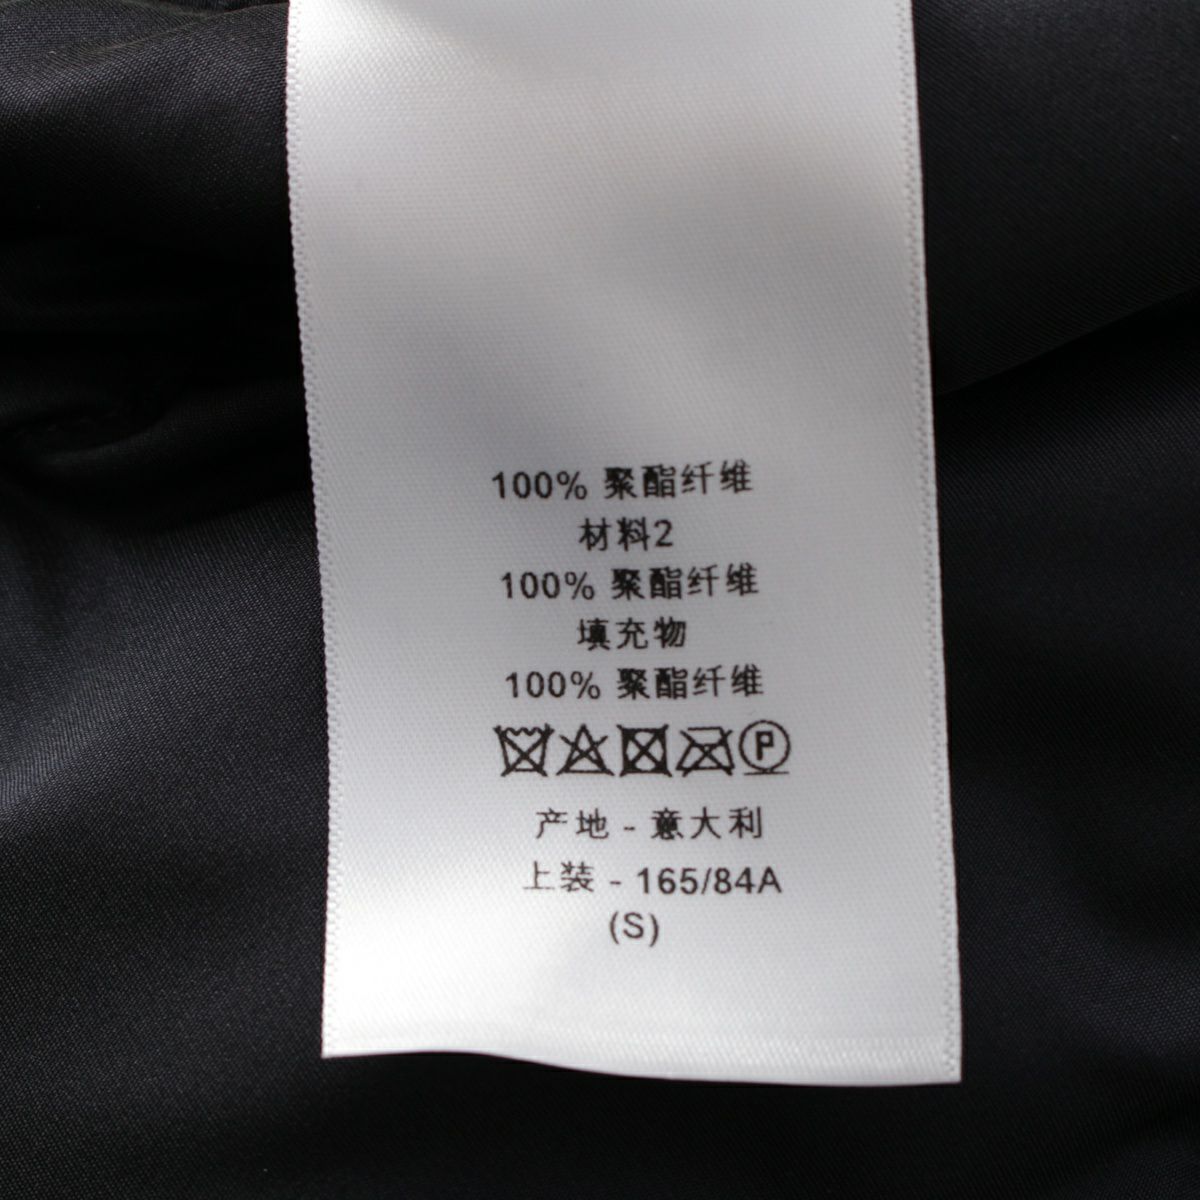 100% 聚酯纤维
材料2
100% 聚酯纤维
填充物
100% 聚酯纤维
P
产地 - 意大利
上装 - 165/84A
(S)